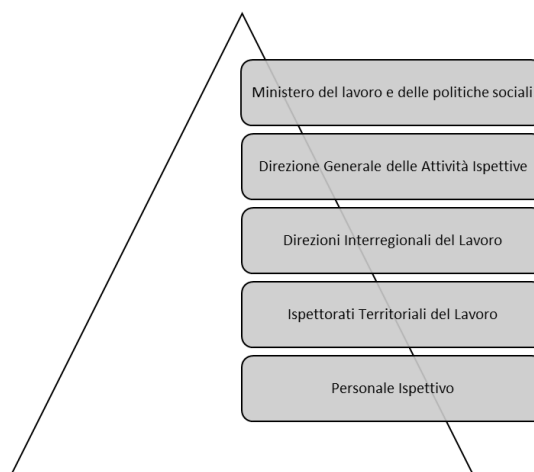 Ministero del lavoro e delle politiche sociali
Direzione Generale delle Attività Ispettive
Direzioni Interregionali del Lavoro
Ispettorati Territoriali del Lavoro
Personale Ispettivo